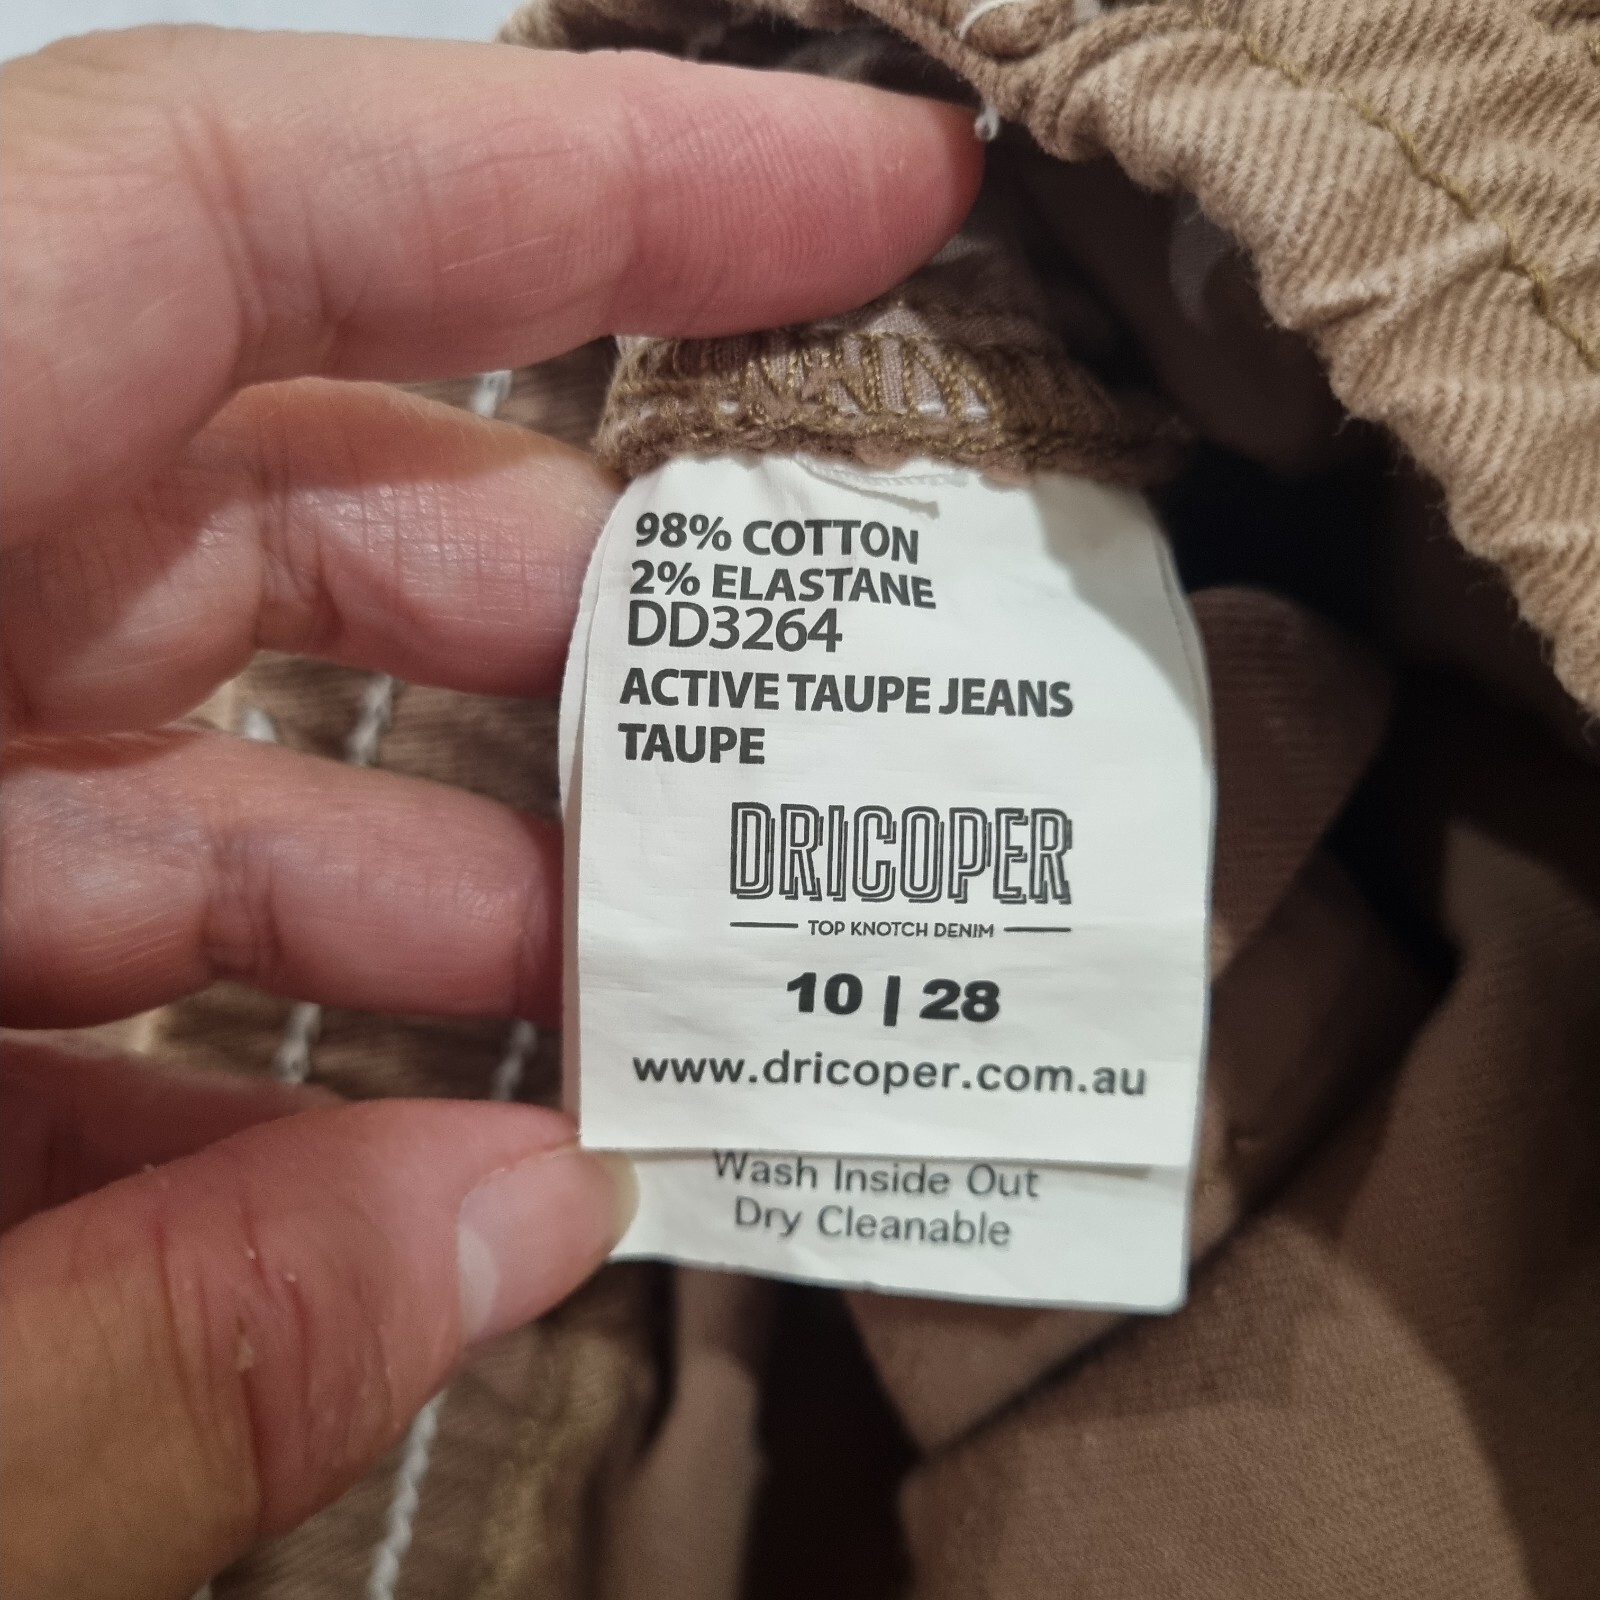 98% COTTON
2% ELASTANE
DD3264
ACTIVE TAUPE JEANS
TAUPE
DRICOPER
TOP KNOTCH DENIM
10 | 28
www.dricoper.com.au
Wash Inside Out
Dry Cleanable